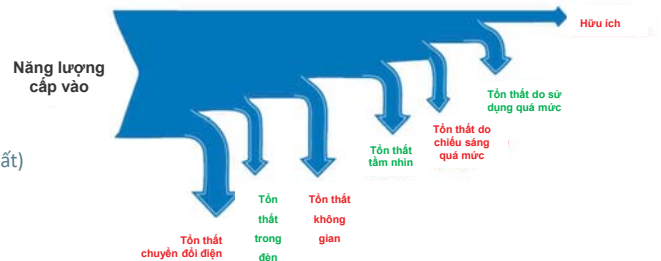 Hữu ích
Năng lượng
cấp vào
Tổn thất do sử
dụng quá mức
Tổn thất do
chiếu sáng
quá mức
Tổn thất
tầm nhìn
ất)
Tổn
thất
trong
đèn
Tổn thất
không
gian
Tổn thất
chuyển đổi điện